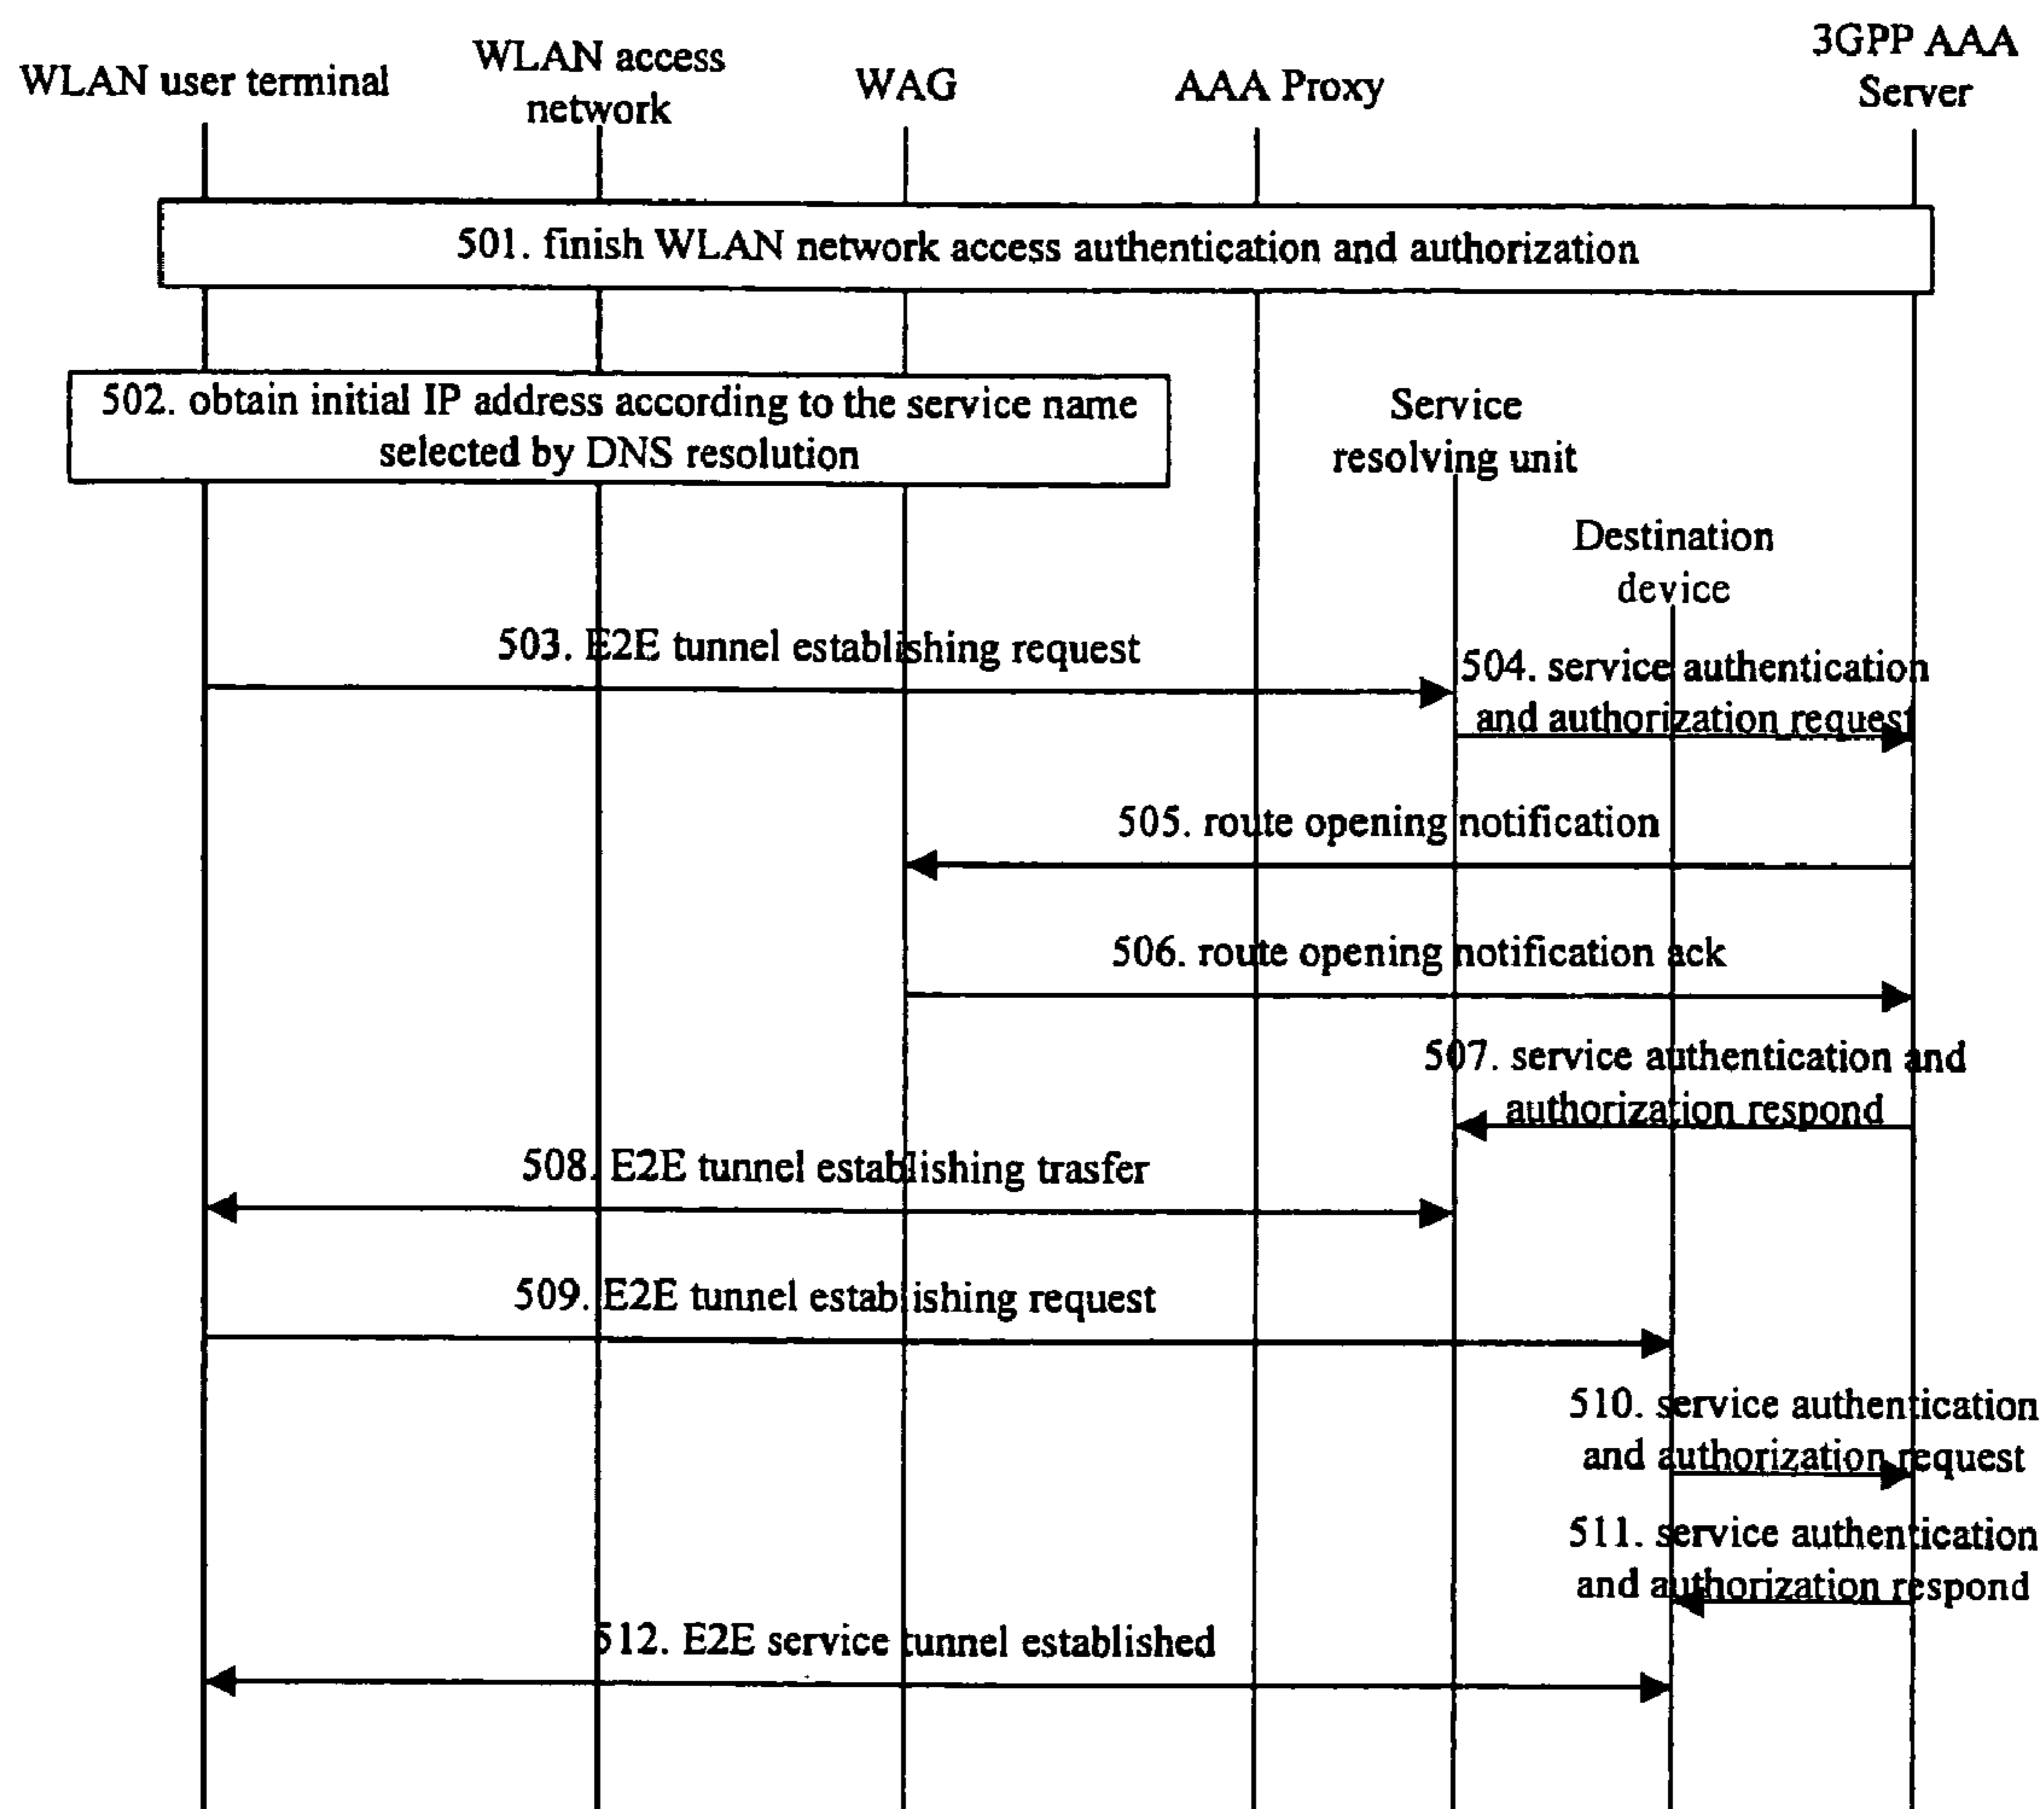 WLAN user terminal
WLAN access
network
WAG
AAA Proxy
3GPP AAA
Server
501. finish WLAN network access authentication and authorization
502. obtain initial IP address according to the service name
selected by DNS resolution
Service
resolving unit
Destination
device
503. E2E tunnel establishing request
504. service authentication
and authorization request
505. route opening notification
506. route opening notification ack
507. service authentication and
authorization respond
508. E2E tunnel establishing trasfer
509. E2E tunnel establishing request
510. service authentication
and authorization request
511. service authentication
and authorization respond
512. E2E service tunnel established